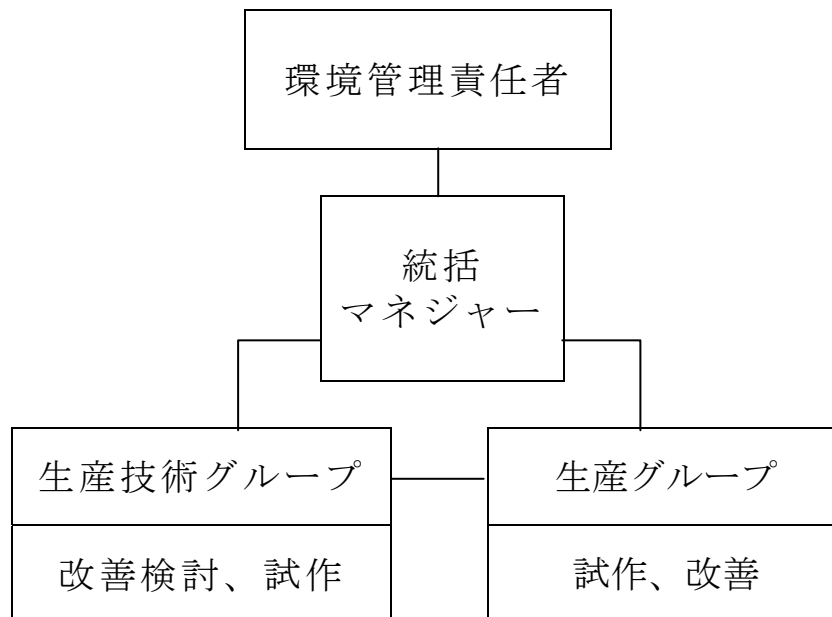 環境管理責任者
統括
マネジャー
生産技術グループ
生産グループ
改善検討、試作
試作、改善